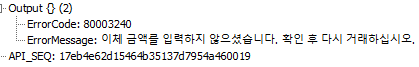 Output {} (2)
ErrorCode: 80003240
ErrorMessage: 이체 금액를 입력하지 않으셨습니다. 확인 후 다시 거래하십시오.
API_SEQ: 17eb4e62d15464b35137d7954a460019